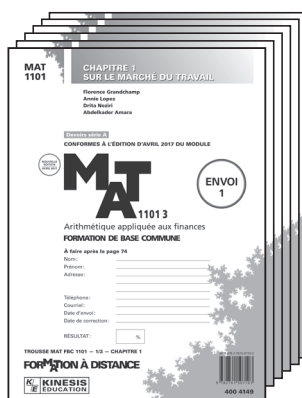 MAT
1101
CHAPITRE 1
SUR LE MARCHÉ DU TRAVAIL
Florence Grandchamp
Annie Lopez
Drita Neziri
Abdelkader Amara
Devoirs série A
CONFORMES À L'ÉDITION D'AVRIL 2017 DU MODULE
MAT
1101 3
ENVOI
1
Arithmétique appliquée aux finances
FORMATION DE BASE COMMUNE
À faire après la page 74
Nom :
Prénom :
Adresse :
Téléphone :
Courriel :
Date d'envoi :
Date de correction :
RÉSULTAT : %
TROUSSE MAT FBC 1101 – 1/3 – CHAPITRE 1
FORMATION À DISTANCE
KE KINESIS
ÉDUCATION
400 4149